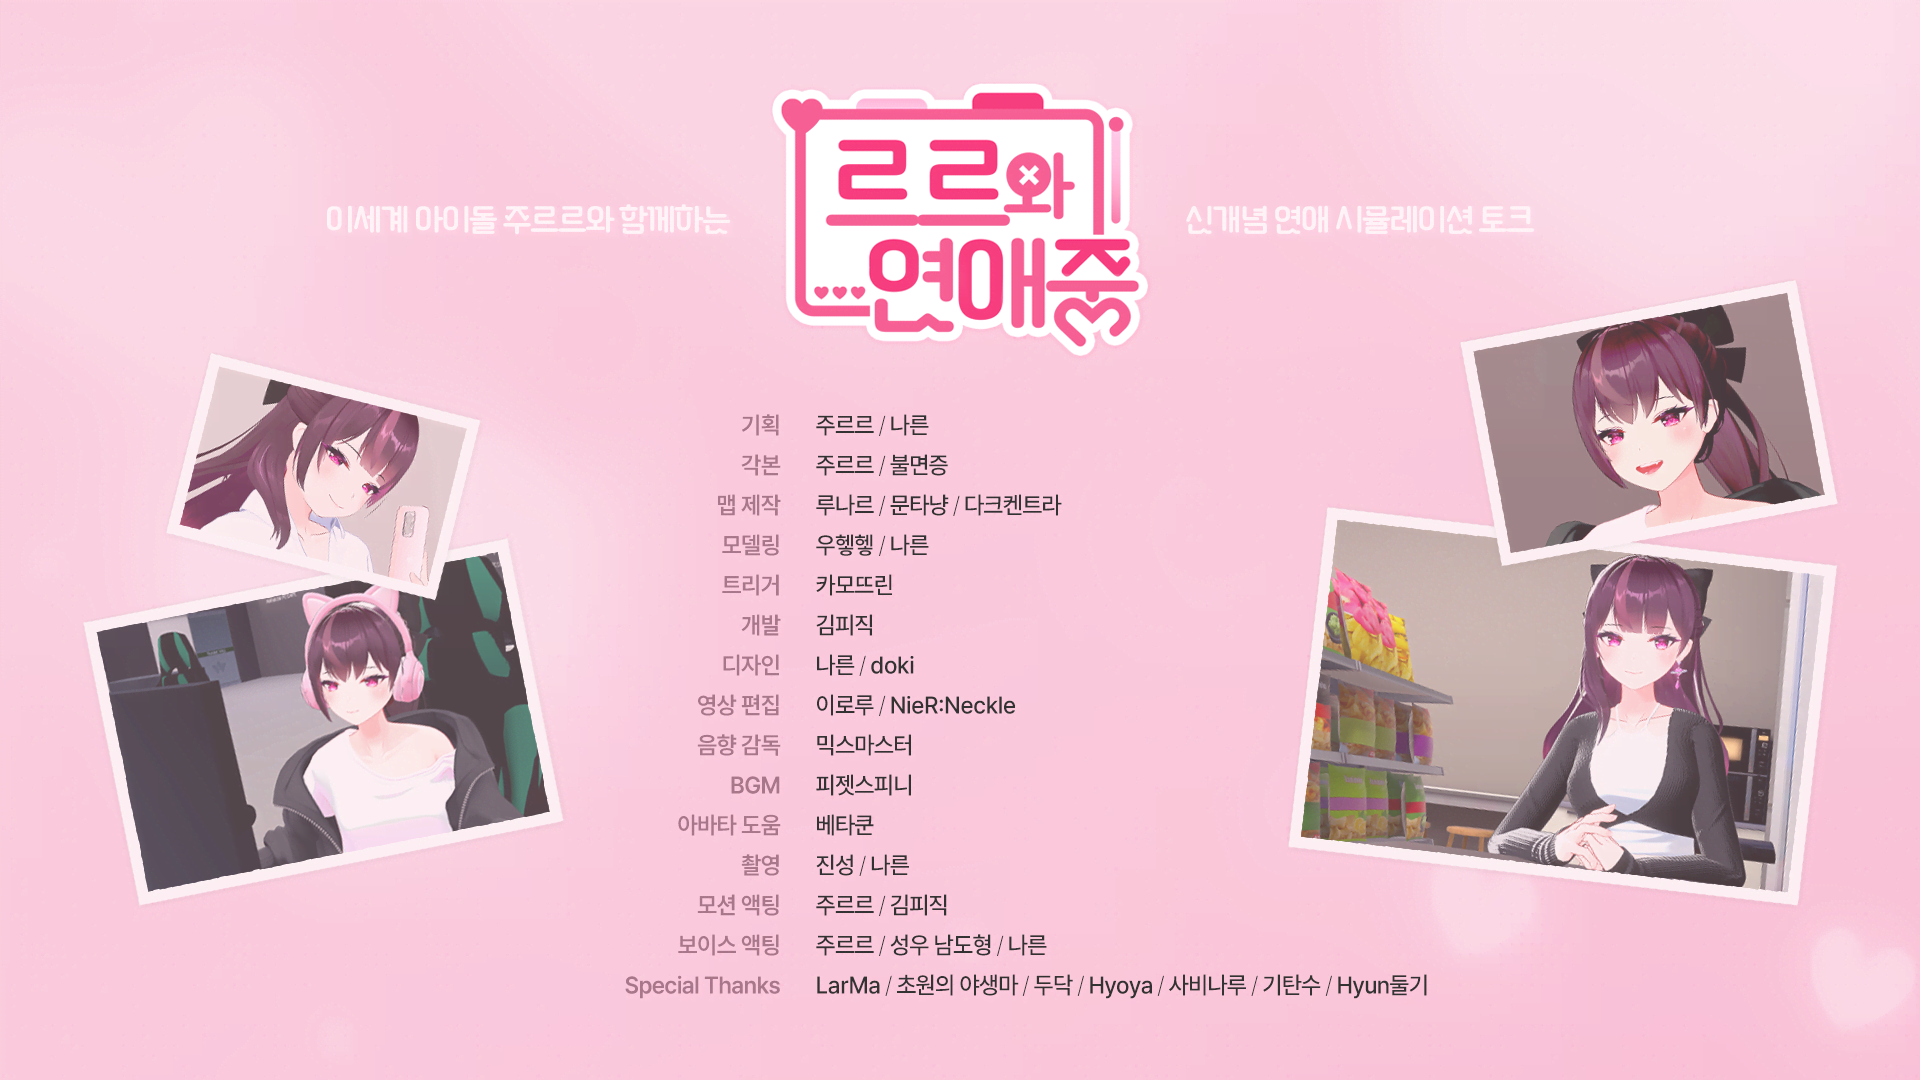 르르와
연애중
이세계 아이돌 주르르와 함께하는
신개념 연애 시뮬레이션 토크
기획 주르르 / 나른
각본 주르르 / 불면증
맵 제작 루나르 / 문타냥 / 다크켄트라
모델링 우헿헿 / 나른
트리거 카모뜨린
개발 김피직
디자인 나른 / doki
영상 편집 이로루 / NieR:Neckle
음향 감독 믹스마스터
BGM 피젯스피니
아바타 도움 베타쿤
촬영 진성 / 나른
모션 액팅 주르르 / 김피직
보이스 액팅 주르르 / 성우 남도형 / 나른
Special Thanks LarMa / 초원의 야생마 / 두닥 / Hyoya / 사비나루 / 기탄수 / Hyun둘기